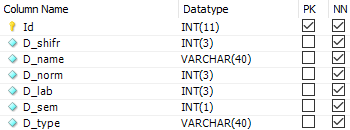 Column Name Datatype PK NN
Id INT(11)
D_shifr INT(3)
D_name VARCHAR(40)
D_norm INT(3)
D_lab INT(3)
D_sem INT(1)
D_type VARCHAR(40)